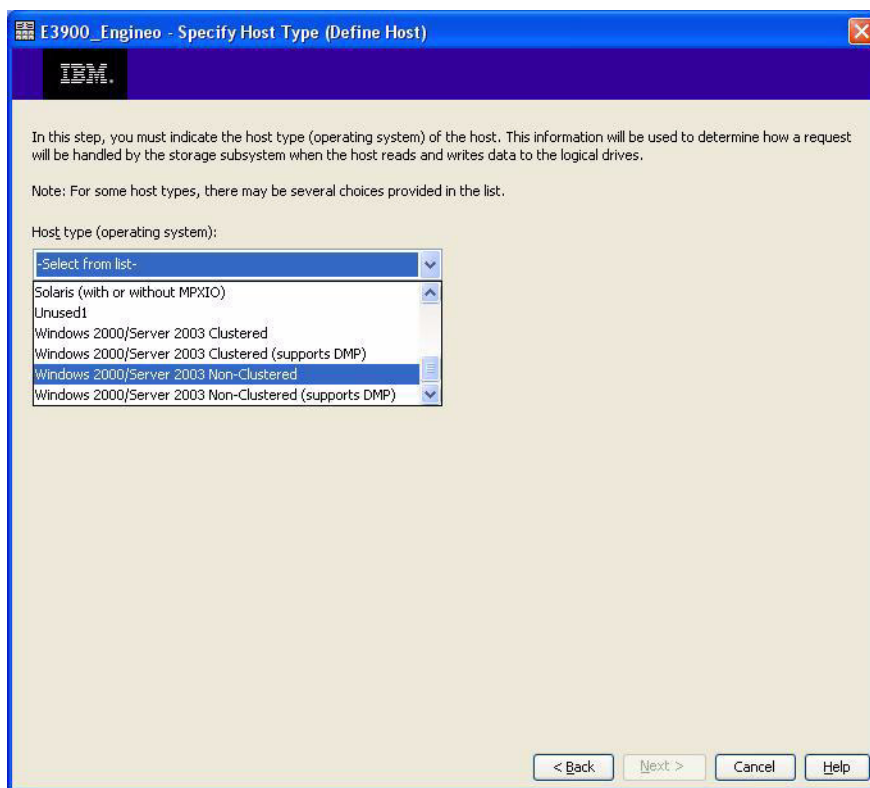 E3900_Engineo - Specify Host Type (Define Host)
IBM.
In this step, you must indicate the host type (operating system) of the host. This information will be used to determine how a request
will be handled by the storage subsystem when the host reads and writes data to the logical drives.
Note: For some host types, there may be several choices provided in the list.
Host type (operating system):
-Select from list-
Solaris (with or without MPXIO)
Unused1
Windows 2000/Server 2003 Clustered
Windows 2000/Server 2003 Clustered (supports DMP)
Windows 2000/Server 2003 Non-Clustered
Windows 2000/Server 2003 Non-Clustered (supports DMP)
< Back Next > Cancel Help